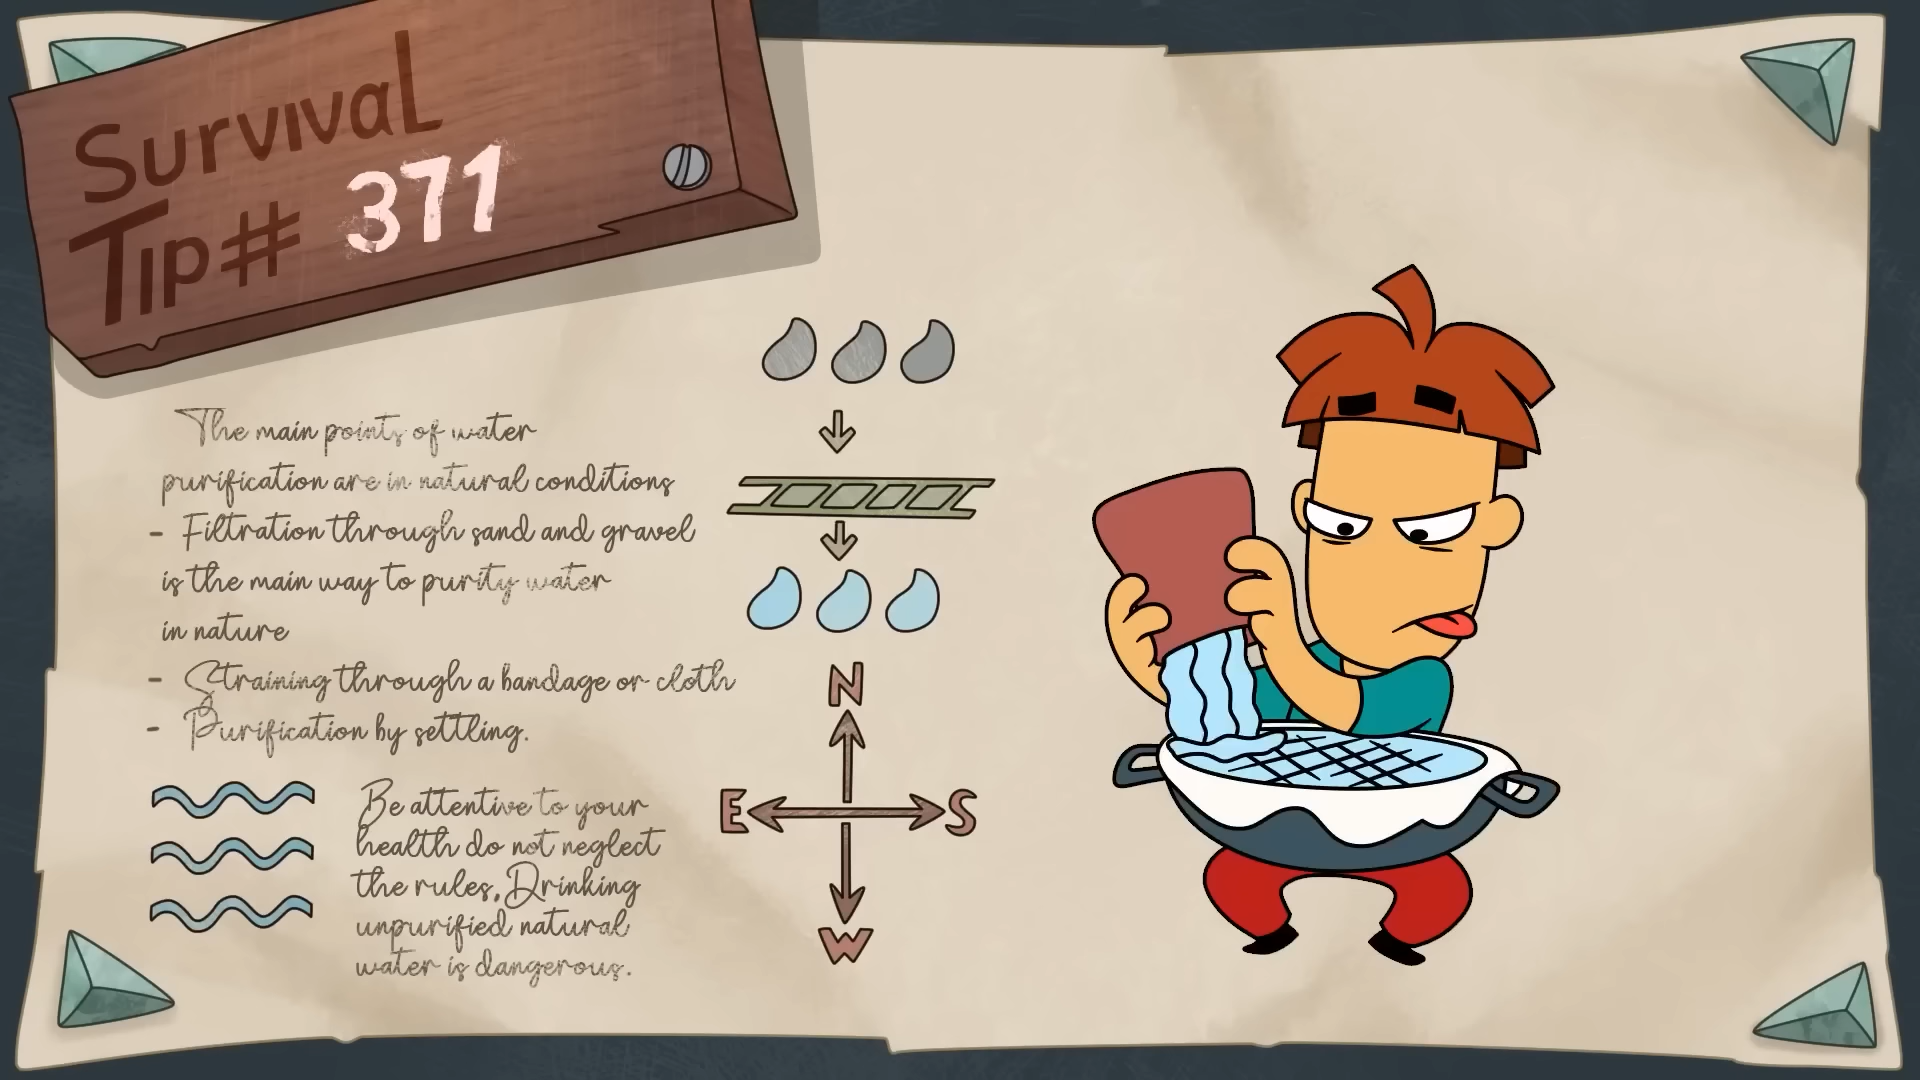 Survival
Tip# 371
The main points of water
purification are in natural conditions
- Filtration through sand and gravel
is the main way to purity water
in nature
- Straining through a bandage or cloth
- Purification by settling.
Be attentive to your
health do not neglect
the rules. Drinking
unpurified natural
water is dangerous.
N
E S
W